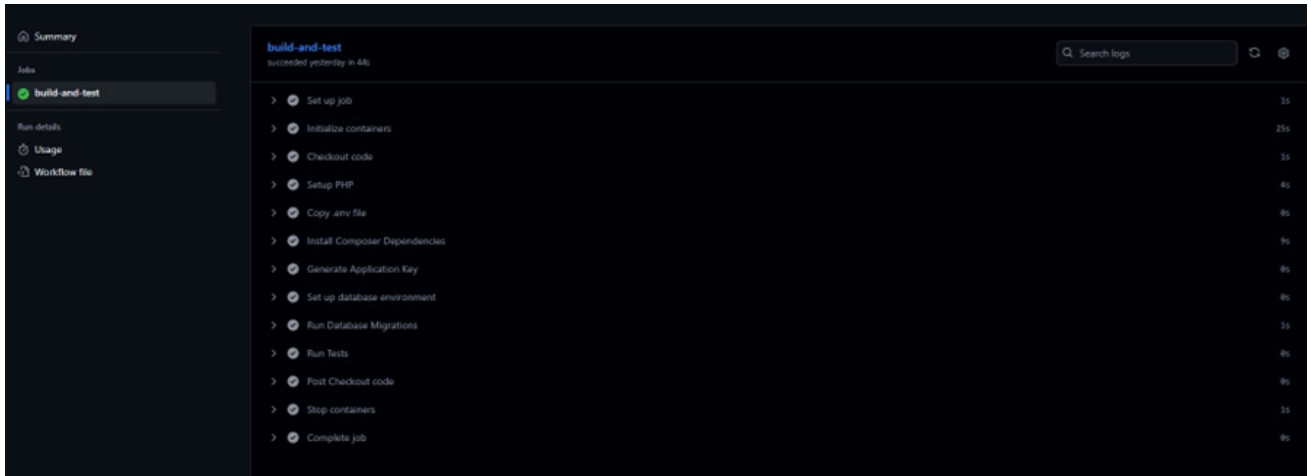 Summary
Jobs
build-and-test
Run details
Usage
Workflow file
build-and-test
succeeded yesterday in 44s
Search logs
Set up job 1s
Initialize containers 25s
Checkout code 1s
Setup PHP 4s
Copy .env file 0s
Install Composer Dependencies 9s
Generate Application Key 0s
Set up database environment 0s
Run Database Migrations 1s
Run Tests 0s
Post Checkout code 0s
Stop containers 1s
Complete job 0s